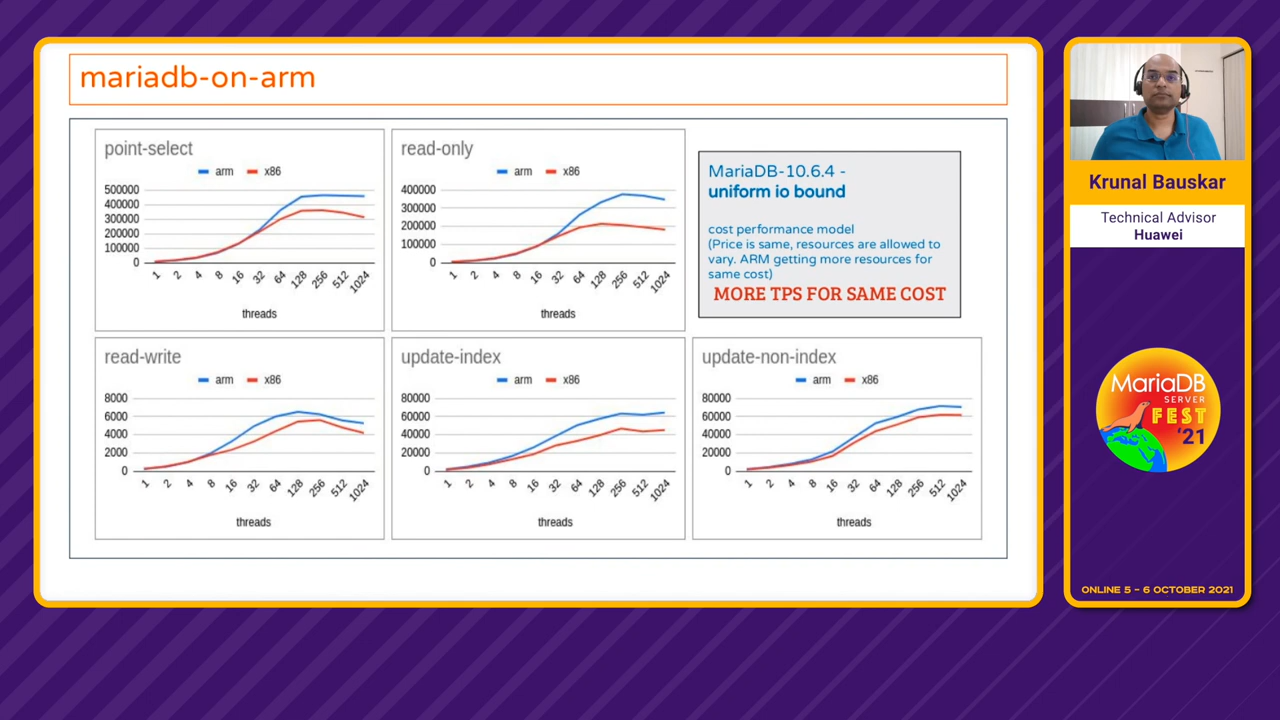 mariadb-on-arm
point-select
arm x86
500000
400000
300000
200000
100000
0
1 2 4 8 16 32 64 128 256 512 1024
threads
read-only
arm x86
400000
300000
200000
100000
0
1 2 4 8 16 32 64 128 256 512 1024
threads
MariaDB-10.6.4 -
uniform io bound
cost performance model
(Price is same, resources are allowed to
vary. ARM getting more resources for
same cost)
MORE TPS FOR SAME COST
read-write
arm x86
8000
6000
4000
2000
0
1 2 4 8 16 32 64 128 256 512 1024
threads
update-index
arm x86
80000
60000
40000
20000
0
1 2 4 8 16 32 64 128 256 512 1024
threads
update-non-index
arm x86
80000
60000
40000
20000
0
1 2 4 8 16 32 64 128 256 512 1024
threads
Krunal Bauskar
Technical Advisor
Huawei
MariaDB
SERVER
FEST
'21
ONLINE 5 - 6 OCTOBER 2021